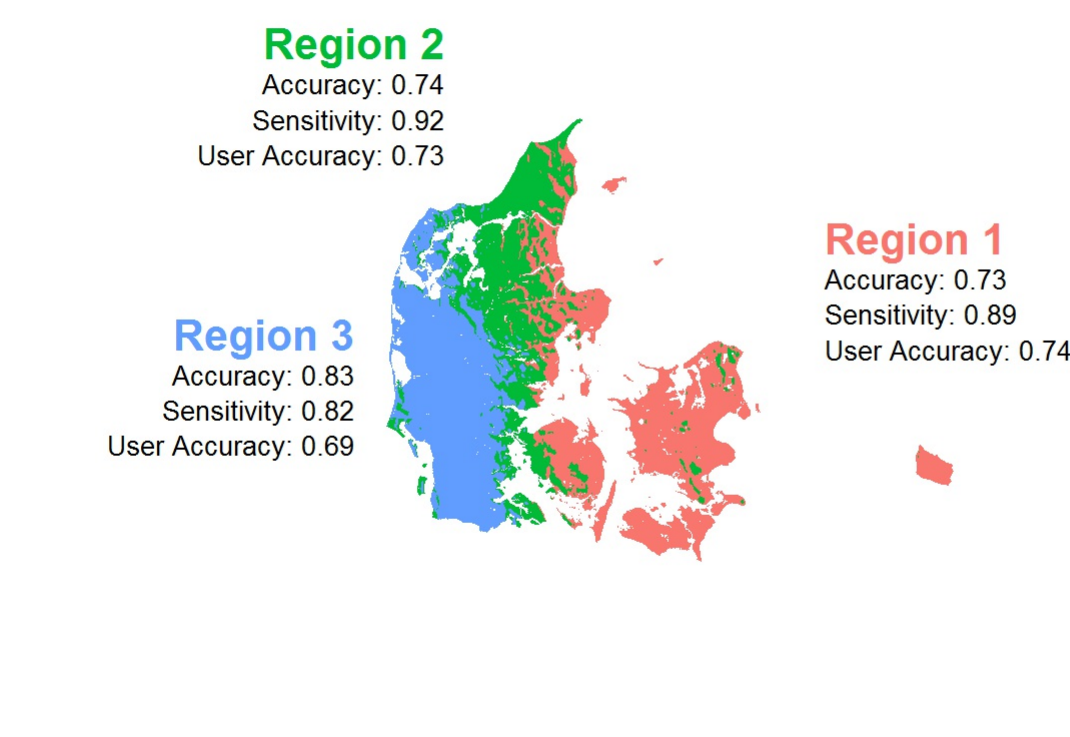 Region 2
Accuracy: 0.74
Sensitivity: 0.92
User Accuracy: 0.73
Region 1
Accuracy: 0.73
Sensitivity: 0.89
User Accuracy: 0.74
Region 3
Accuracy: 0.83
Sensitivity: 0.82
User Accuracy: 0.69